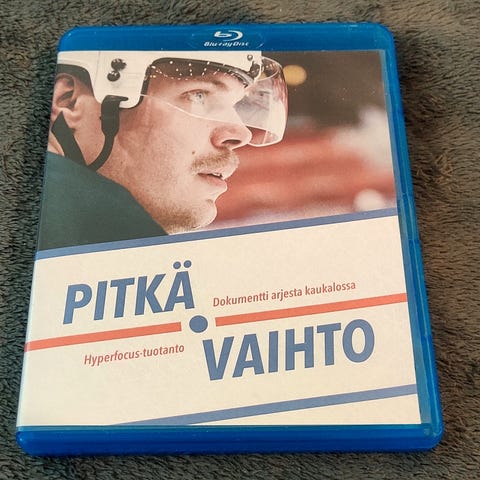 Blu-ray Disc
PITKÄ
Dokumentti arjesta kaukalossa
Hyperfocus-tuotanto
VAIHTO